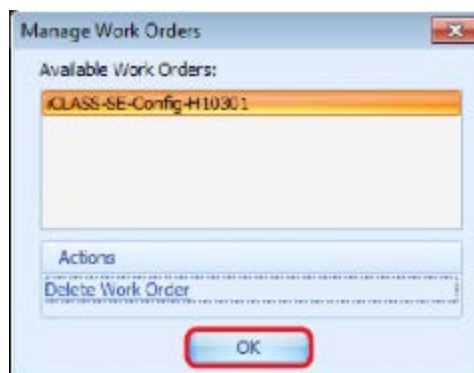 Manage Work Orders
Available Work Orders:
iCLASS-SE-Config-H10301
Actions
Delete Work Order
OK